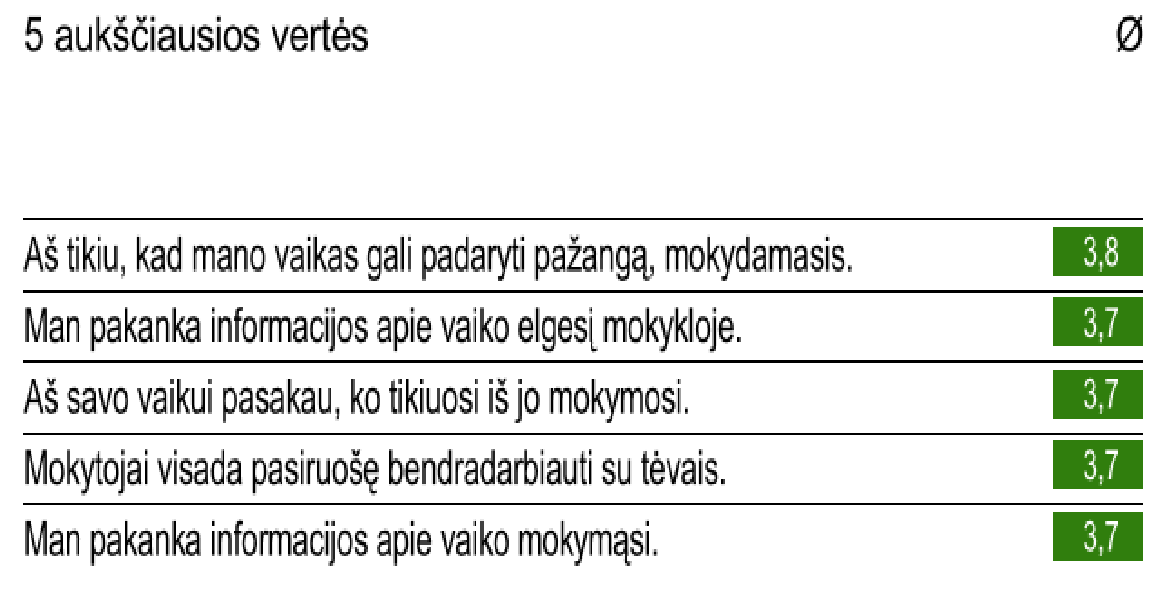 5 aukščiausios vertės Ø
Aš tikiu, kad mano vaikas gali padaryti pažangą, mokydamasis. 3,8
Man pakanka informacijos apie vaiko elgesį mokykloje. 3,7
Aš savo vaikui pasakau, ko tikiuosi iš jo mokymosi. 3,7
Mokytojai visada pasiruošę bendradarbiauti su tėvais. 3,7
Man pakanka informacijos apie vaiko mokymąsi. 3,7